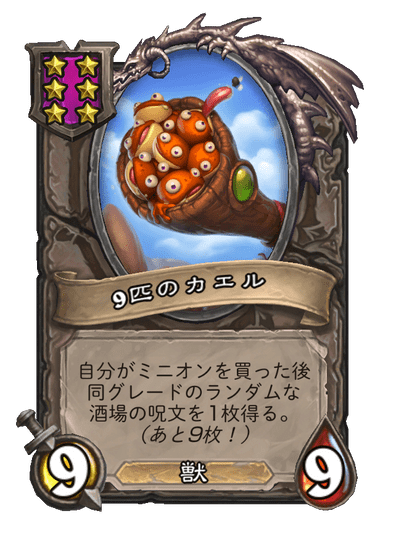 9匹のカエル
自分がミニオンを買った後
同グレードのランダムな
酒場の呪文を1枚得る。
(あと9枚!)
獣
9
9